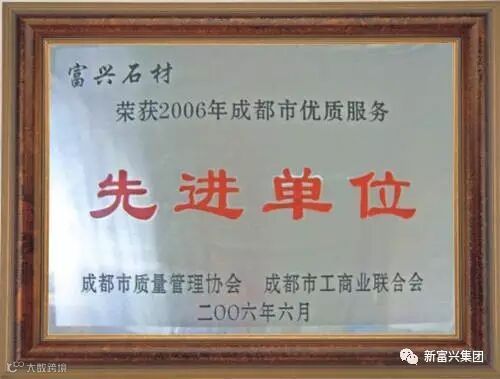 富兴石材
荣获2006年成都市优质服务
先进单位
成都市质量管理协会 成都市工商业联合会
二00六年六月
大数跨境
新富兴集团